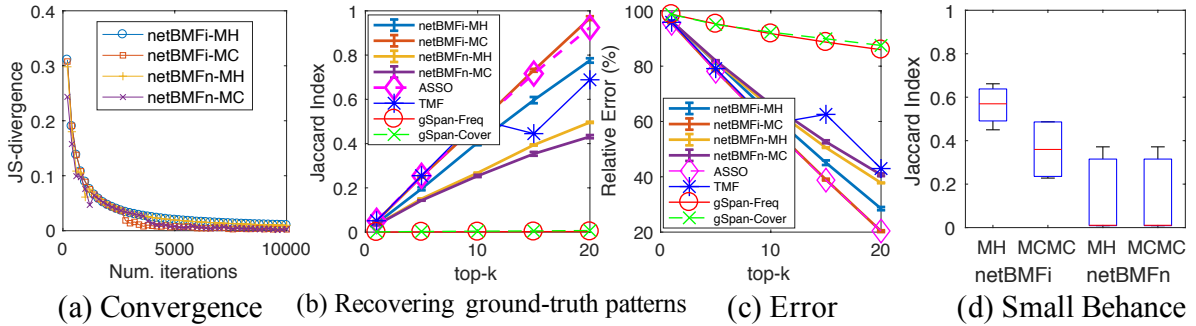 JS-divergence
0.4
0.3
0.2
0.1
0
0
5000
10000
Num. iterations
netBMFi-MH
netBMFi-MC
netBMFn-MH
netBMFn-MC
(a) Convergence
Jaccard Index
1
0.8
0.6
0.4
0.2
0
0
10
20
top-k
netBMFi-MH
netBMFi-MC
netBMFn-MH
netBMFn-MC
ASSO
TMF
gSpan-Freq
gSpan-Cover
(b) Recovering ground-truth patterns
Relative Error (%)
100
80
60
40
20
0
10
20
top-k
netBMFi-MH
netBMFi-MC
netBMFn-MH
netBMFn-MC
ASSO
TMF
gSpan-Freq
gSpan-Cover
(c) Error
Jaccard Index
1
0.8
0.6
0.4
0.2
0
MH MCMC MH MCMC
netBMFi netBMFn
(d) Small Behance